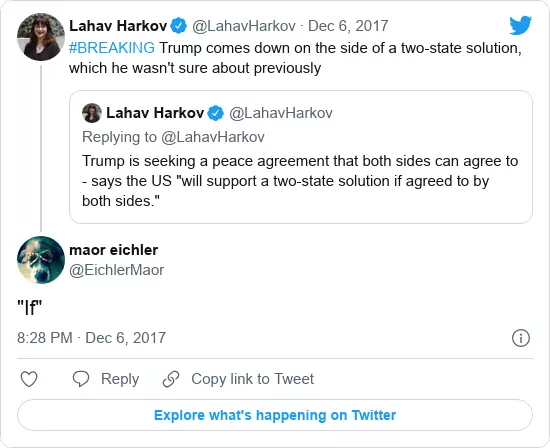 Lahav Harkov @LahavHarkov · Dec 6, 2017
#BREAKING Trump comes down on the side of a two-state solution,
which he wasn't sure about previously
Lahav Harkov @LahavHarkov
Replying to @LahavHarkov
Trump is seeking a peace agreement that both sides can agree to
- says the US "will support a two-state solution if agreed to by
both sides."
maor eichler
@EichlerMaor
"If"
8:28 PM · Dec 6, 2017
Reply Copy link to Tweet
Explore what's happening on Twitter